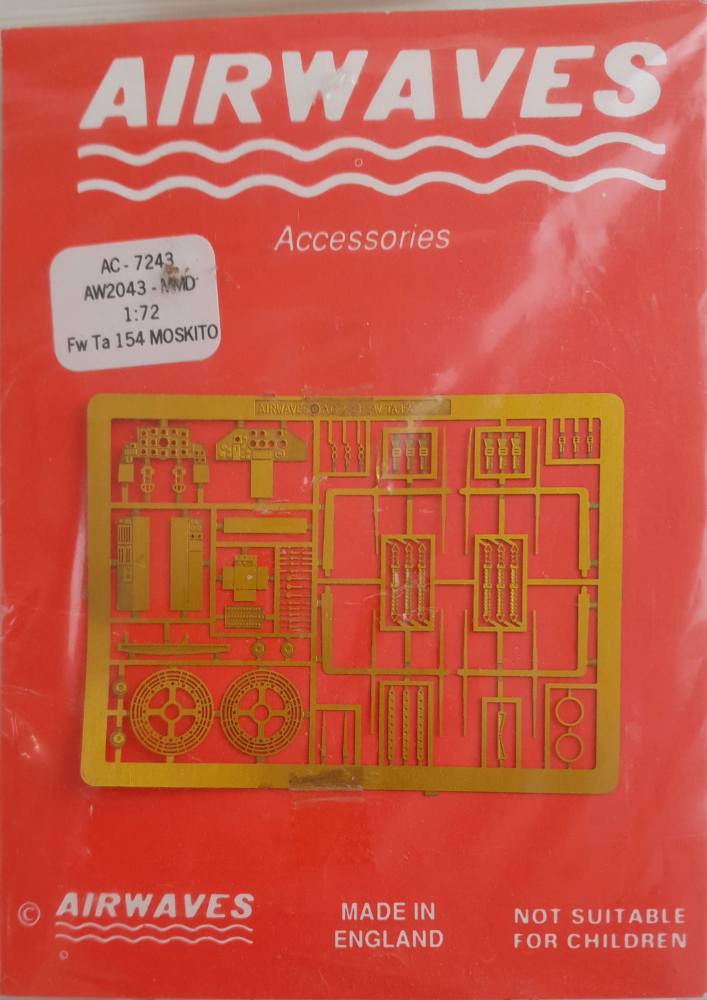 AIRWAVES
Accessories
AC - 7243
AW2043 - MMD
1:72
Fw Ta 154 MOSKITO
AIRWAVES
© AIRWAVES
MADE IN
ENGLAND
NOT SUITABLE
FOR CHILDREN